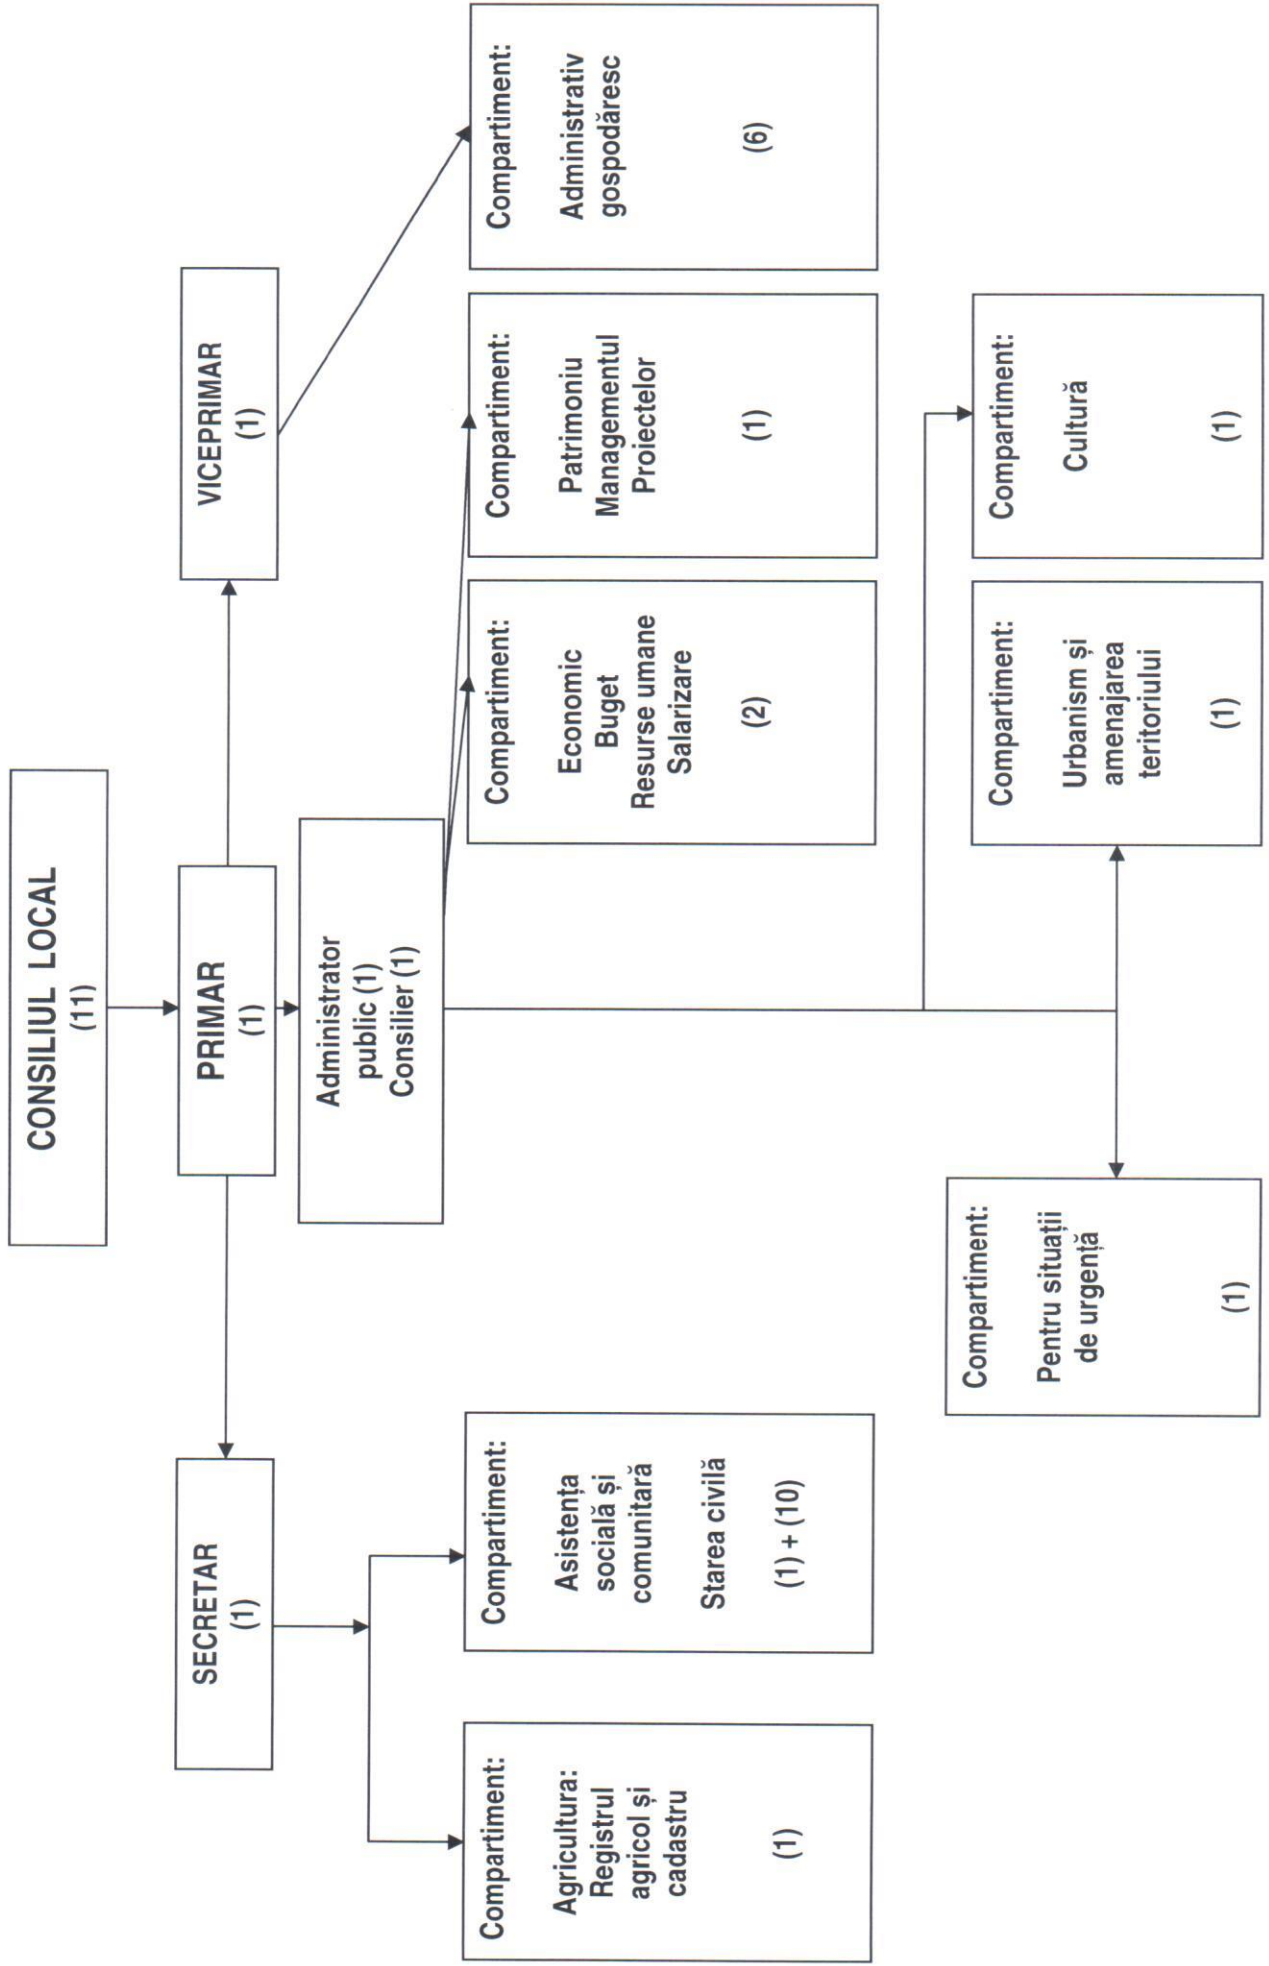 CONSILIUL LOCAL
(11)
PRIMAR
(1)
SECRETAR
(1)
VICEPRIMAR
(1)
Administrator
public (1)
Consilier (1)
Compartiment:
Agricultura:
Registrul
agricol și
cadastru
(1)
Compartiment:
Asistența
socială și
comunitară
Starea civilă
(1) + (10)
Compartiment:
Economic
Buget
Resurse umane
Salarizare
(2)
Compartiment:
Patrimoniu
Managementul
Proiectelor
(1)
Compartiment:
Administrativ
gospodăresc
(6)
Compartiment:
Pentru situații
de urgență
(1)
Compartiment:
Urbanism și
amenajarea
teritoriului
(1)
Compartiment:
Cultură
(1)